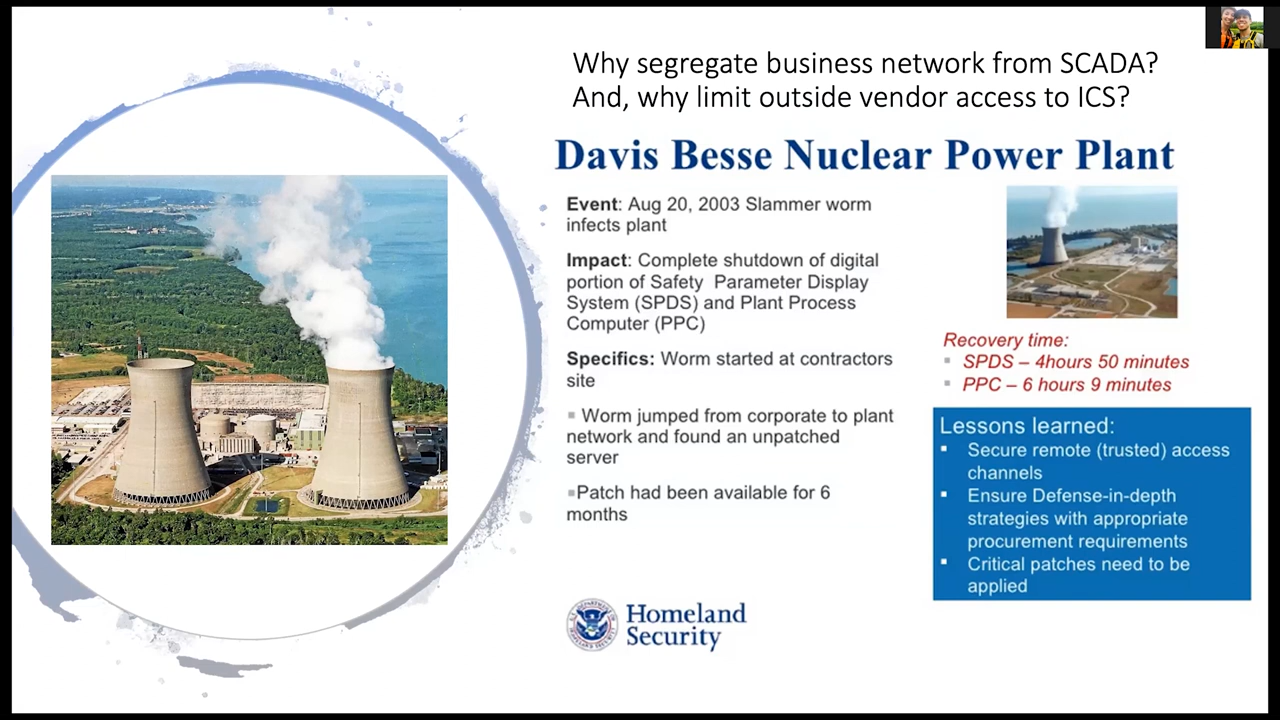 Why segregate business network from SCADA?
And, why limit outside vendor access to ICS?
Davis Besse Nuclear Power Plant
Event: Aug 20, 2003 Slammer worm
infects plant
Impact: Complete shutdown of digital
portion of Safety Parameter Display
System (SPDS) and Plant Process
Computer (PPC)
Specifics: Worm started at contractors
site
▪ Worm jumped from corporate to plant
network and found an unpatched
server
▪Patch had been available for 6
months
Recovery time:
▪ SPDS – 4hours 50 minutes
▪ PPC – 6 hours 9 minutes
Lessons learned:
▪ Secure remote (trusted) access
channels
▪ Ensure Defense-in-depth
strategies with appropriate
procurement requirements
▪ Critical patches need to be
applied
Homeland
Security